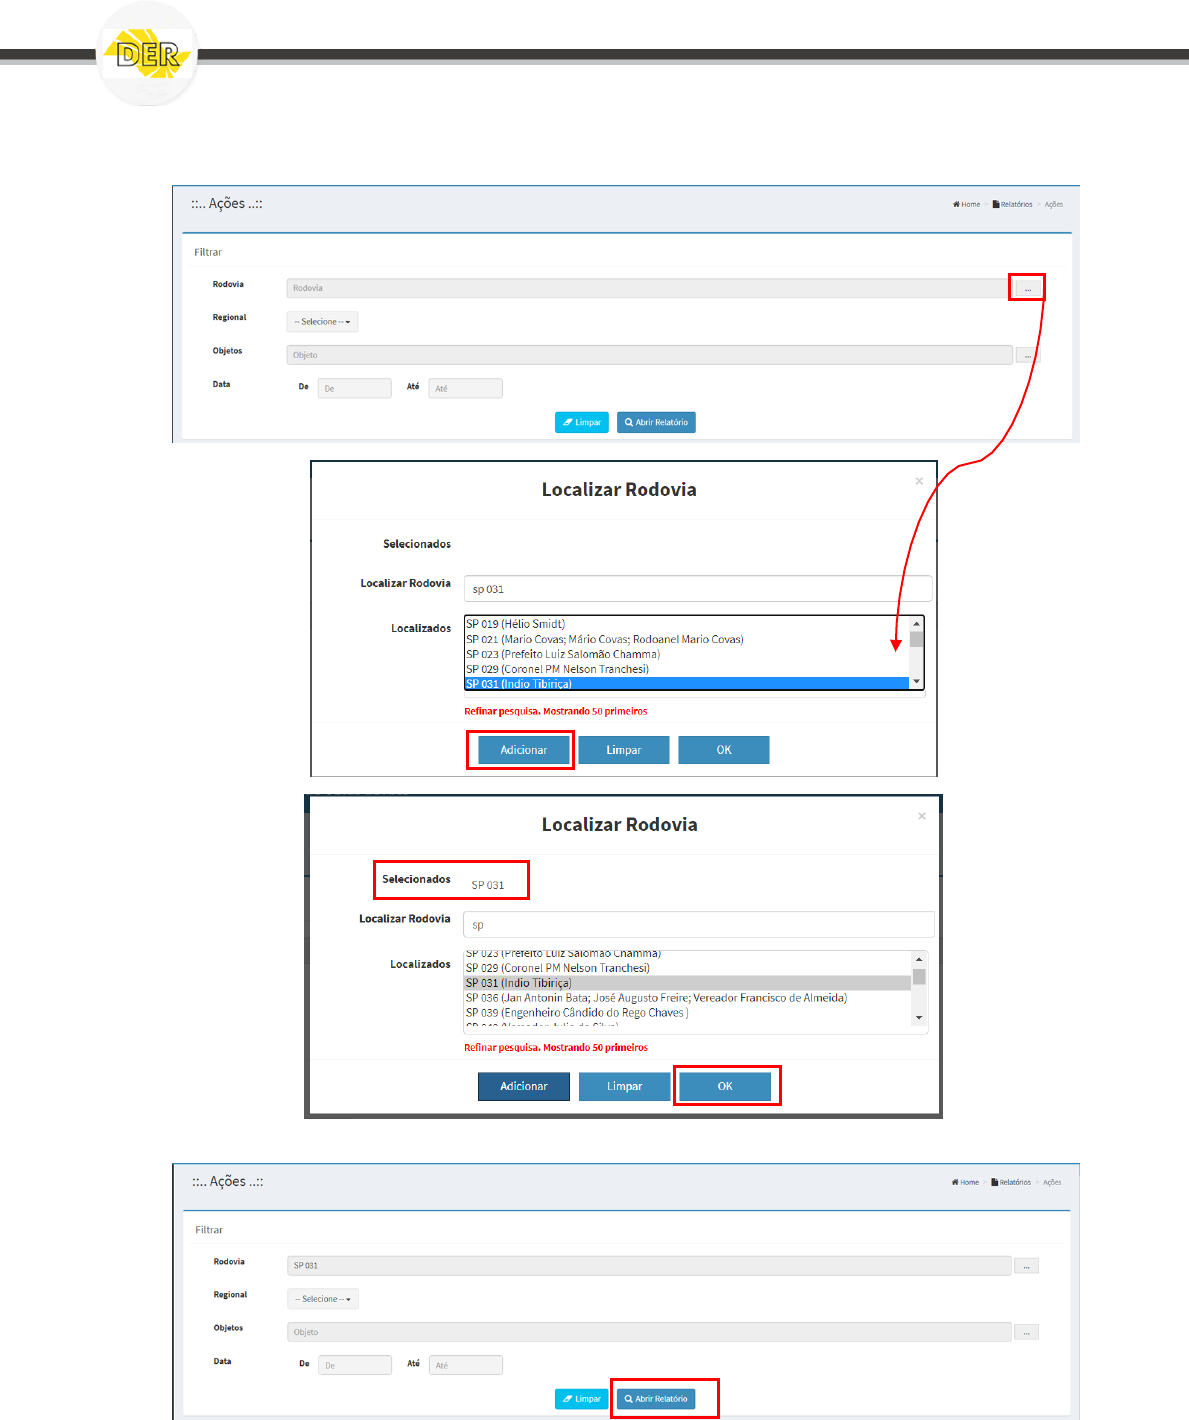 DER
::.. Ações ..::
Home > Relatórios > Ações
Filtrar
Rodovia Rodovia ...
Regional -- Selecione --
Objetos Objeto ...
Data De De Até Até
Limpar Abrir Relatório
Localizar Rodovia ×
Selecionados
Localizar Rodovia sp 031
Localizados SP 019 (Hélio Smidt)
SP 021 (Mario Covas; Mário Covas; Rodoanel Mario Covas)
SP 023 (Prefeito Luiz Salomão Chamma)
SP 029 (Coronel PM Nelson Tranchesi)
SP 031 (Indio Tibiriça)
Refinar pesquisa. Mostrando 50 primeiros
Adicionar Limpar OK
Localizar Rodovia ×
Selecionados SP 031
Localizar Rodovia sp
Localizados SP 023 (Prefeito Luiz Salomão Chamma)
SP 029 (Coronel PM Nelson Tranchesi)
SP 031 (Indio Tibiriça)
SP 036 (Jan Antonin Bata; José Augusto Freire; Vereador Francisco de Almeida)
SP 039 (Engenheiro Cândido do Rego Chaves )
Refinar pesquisa. Mostrando 50 primeiros
Adicionar Limpar OK
::.. Ações ..::
Home > Relatórios > Ações
Filtrar
Rodovia SP 031 ...
Regional -- Selecione --
Objetos Objeto ...
Data De De Até Até
Limpar Abrir Relatório